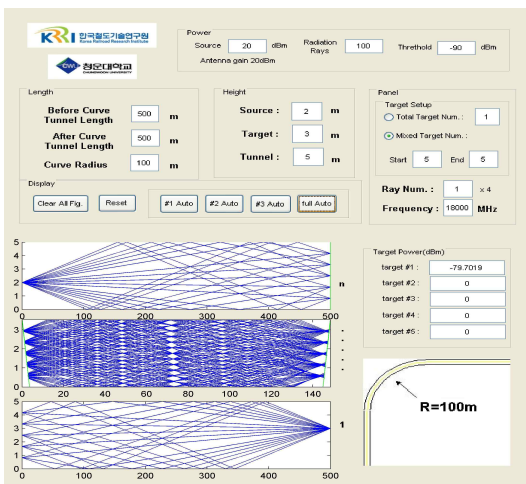 KRRI 한국철도기술연구원
Korea Railroad Research Institute
CWU 청운대학교
CHUNGWOON UNIVERSITY
Power
Source 20 dBm Radiation Rays 100 Threthold -90 dBm
Antenna gain 20dBm
Length
Before Curve Tunnel Length 500 m
After Curve Tunnel Length 500 m
Curve Radius 100 m
Height
Source : 2 m
Target : 3 m
Tunnel : 5 m
Panel
Target Setup
Total Target Num. : 1
Mixed Target Num. :
Start 5 End 5
Ray Num. : 1 x 4
Frequency : 18000 MHz
Display
Clear All Fig. Reset #1 Auto #2 Auto #3 Auto full Auto
5
4
3
2
1
0
0 100 200 300 400 500
n
3
2
1
0
0 20 40 60 80 100 120 140
5
4
3
2
1
0
0 100 200 300 400 500
1
Target Power(dBm)
target #1 : -79.7019
target #2 : 0
target #3 : 0
target #4 : 0
target #5 : 0
R=100m